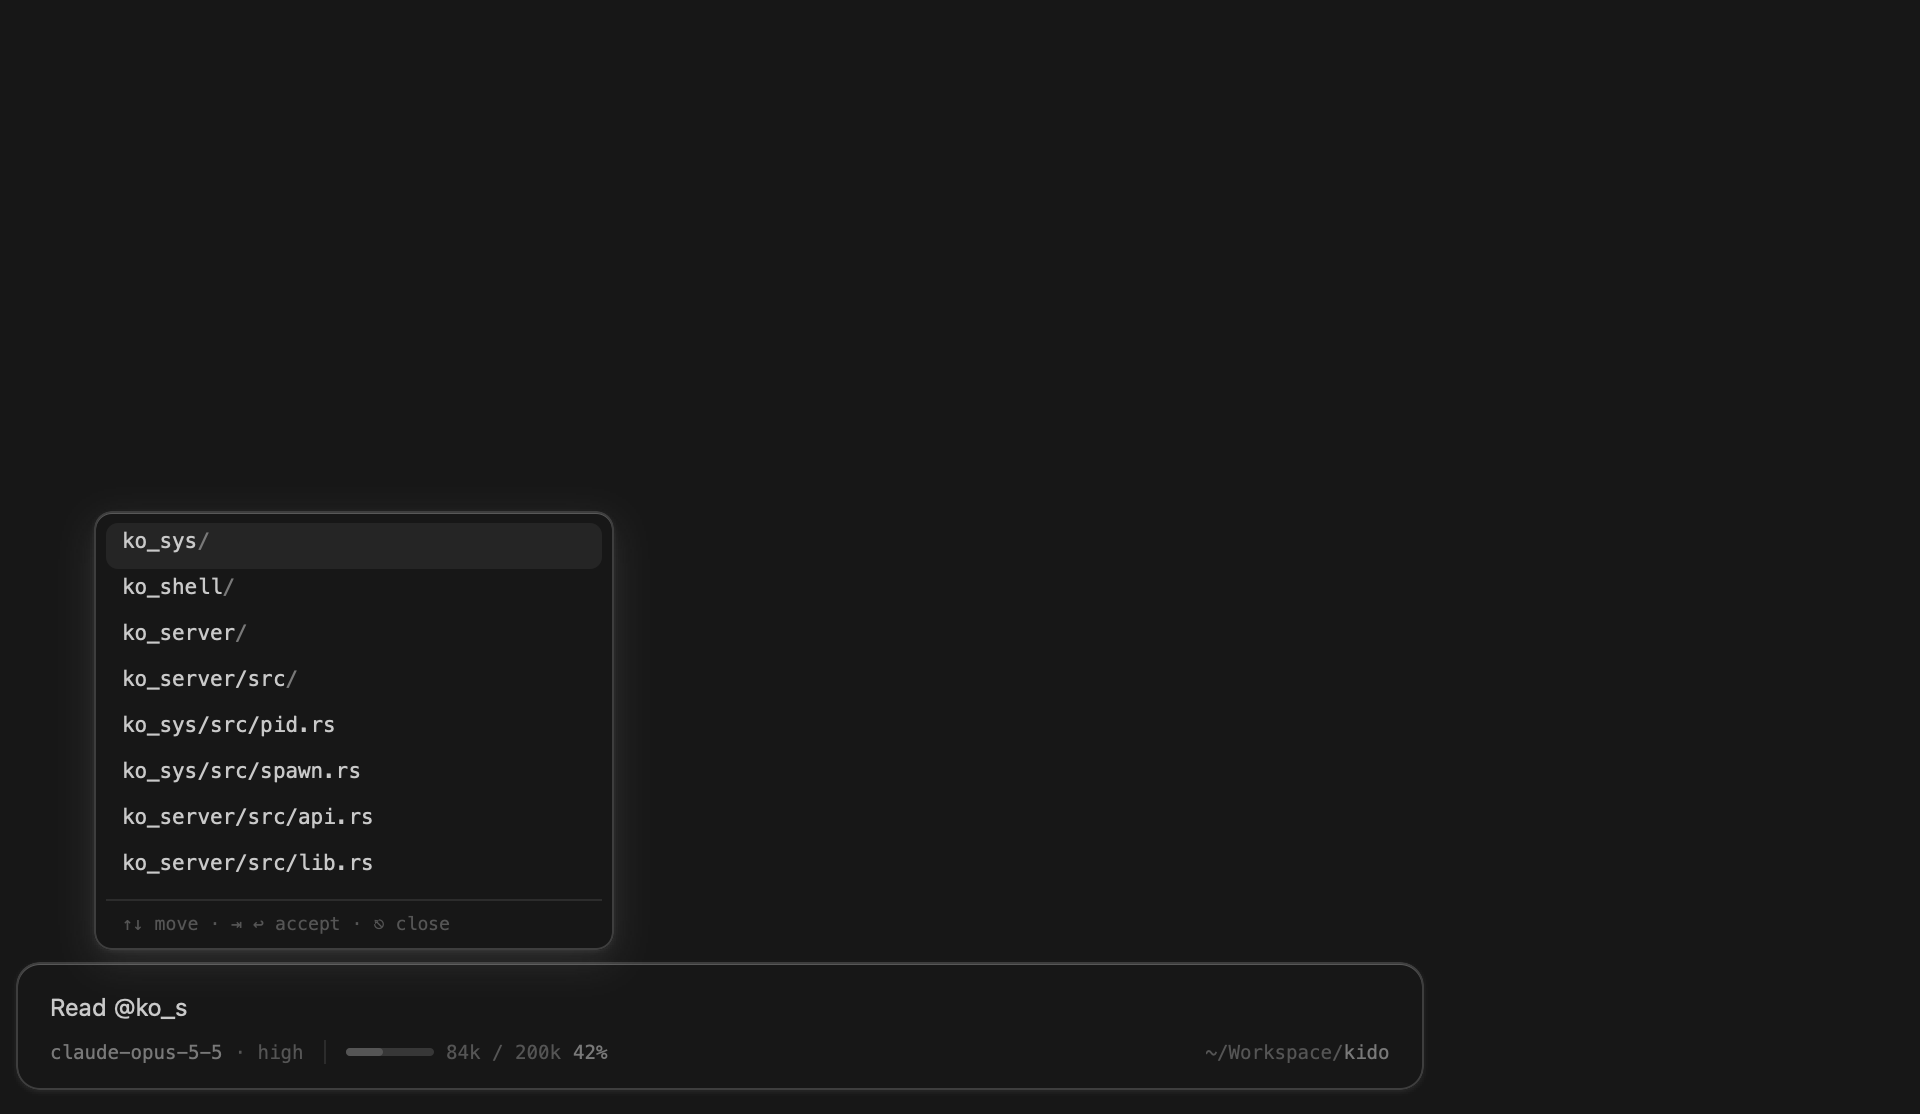 ko_sys/
ko_shell/
ko_server/
ko_server/src/
ko_sys/src/pid.rs
ko_sys/src/spawn.rs
ko_server/src/api.rs
ko_server/src/lib.rs
↑↓ move · ⇥ ↩ accept · ⎋ close
Read @ko_s
claude-opus-5-5 · high | 84k / 200k 42% ~/Workspace/kido